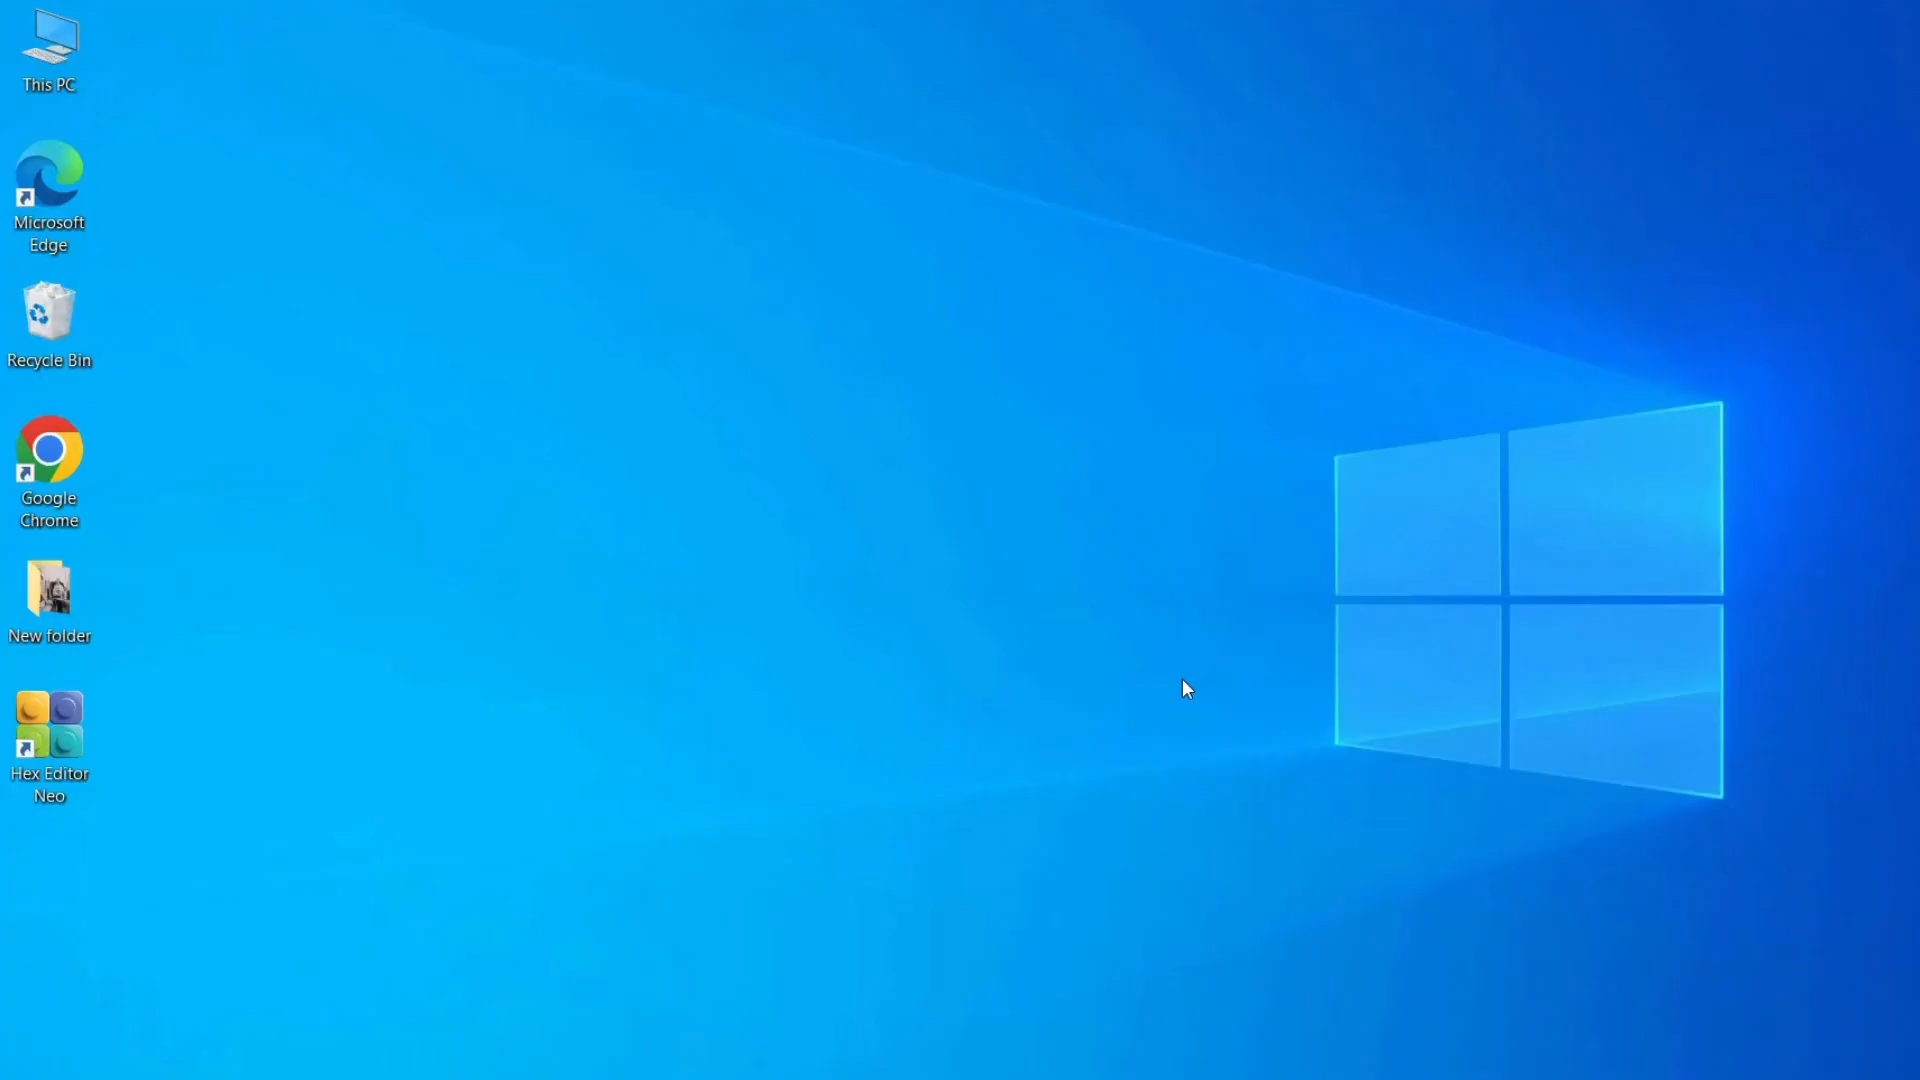 This PC
Microsoft
Edge
Recycle Bin
Google
Chrome
New folder
Hex Editor
Neo